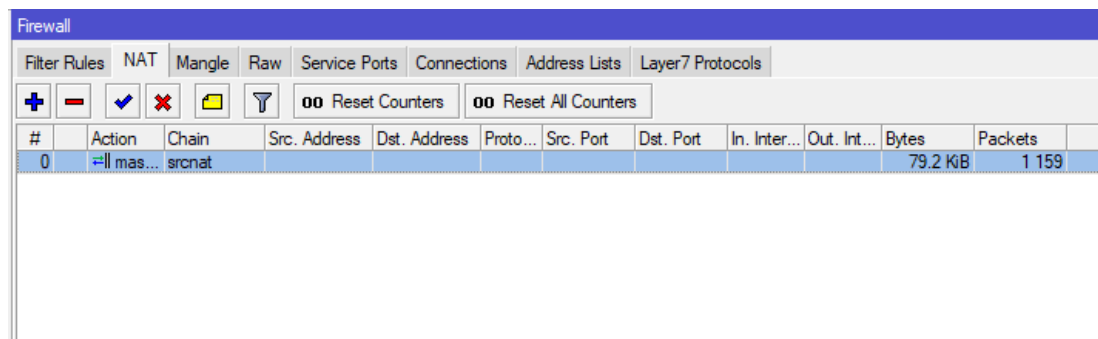 Firewall
Filter Rules NAT Mangle Raw Service Ports Connections Address Lists Layer7 Protocols
00 Reset Counters 00 Reset All Counters
# Action Chain Src. Address Dst. Address Proto... Src. Port Dst. Port In. Inter... Out. Int... Bytes Packets
0 mas... srcnat 79.2 KiB 1 159